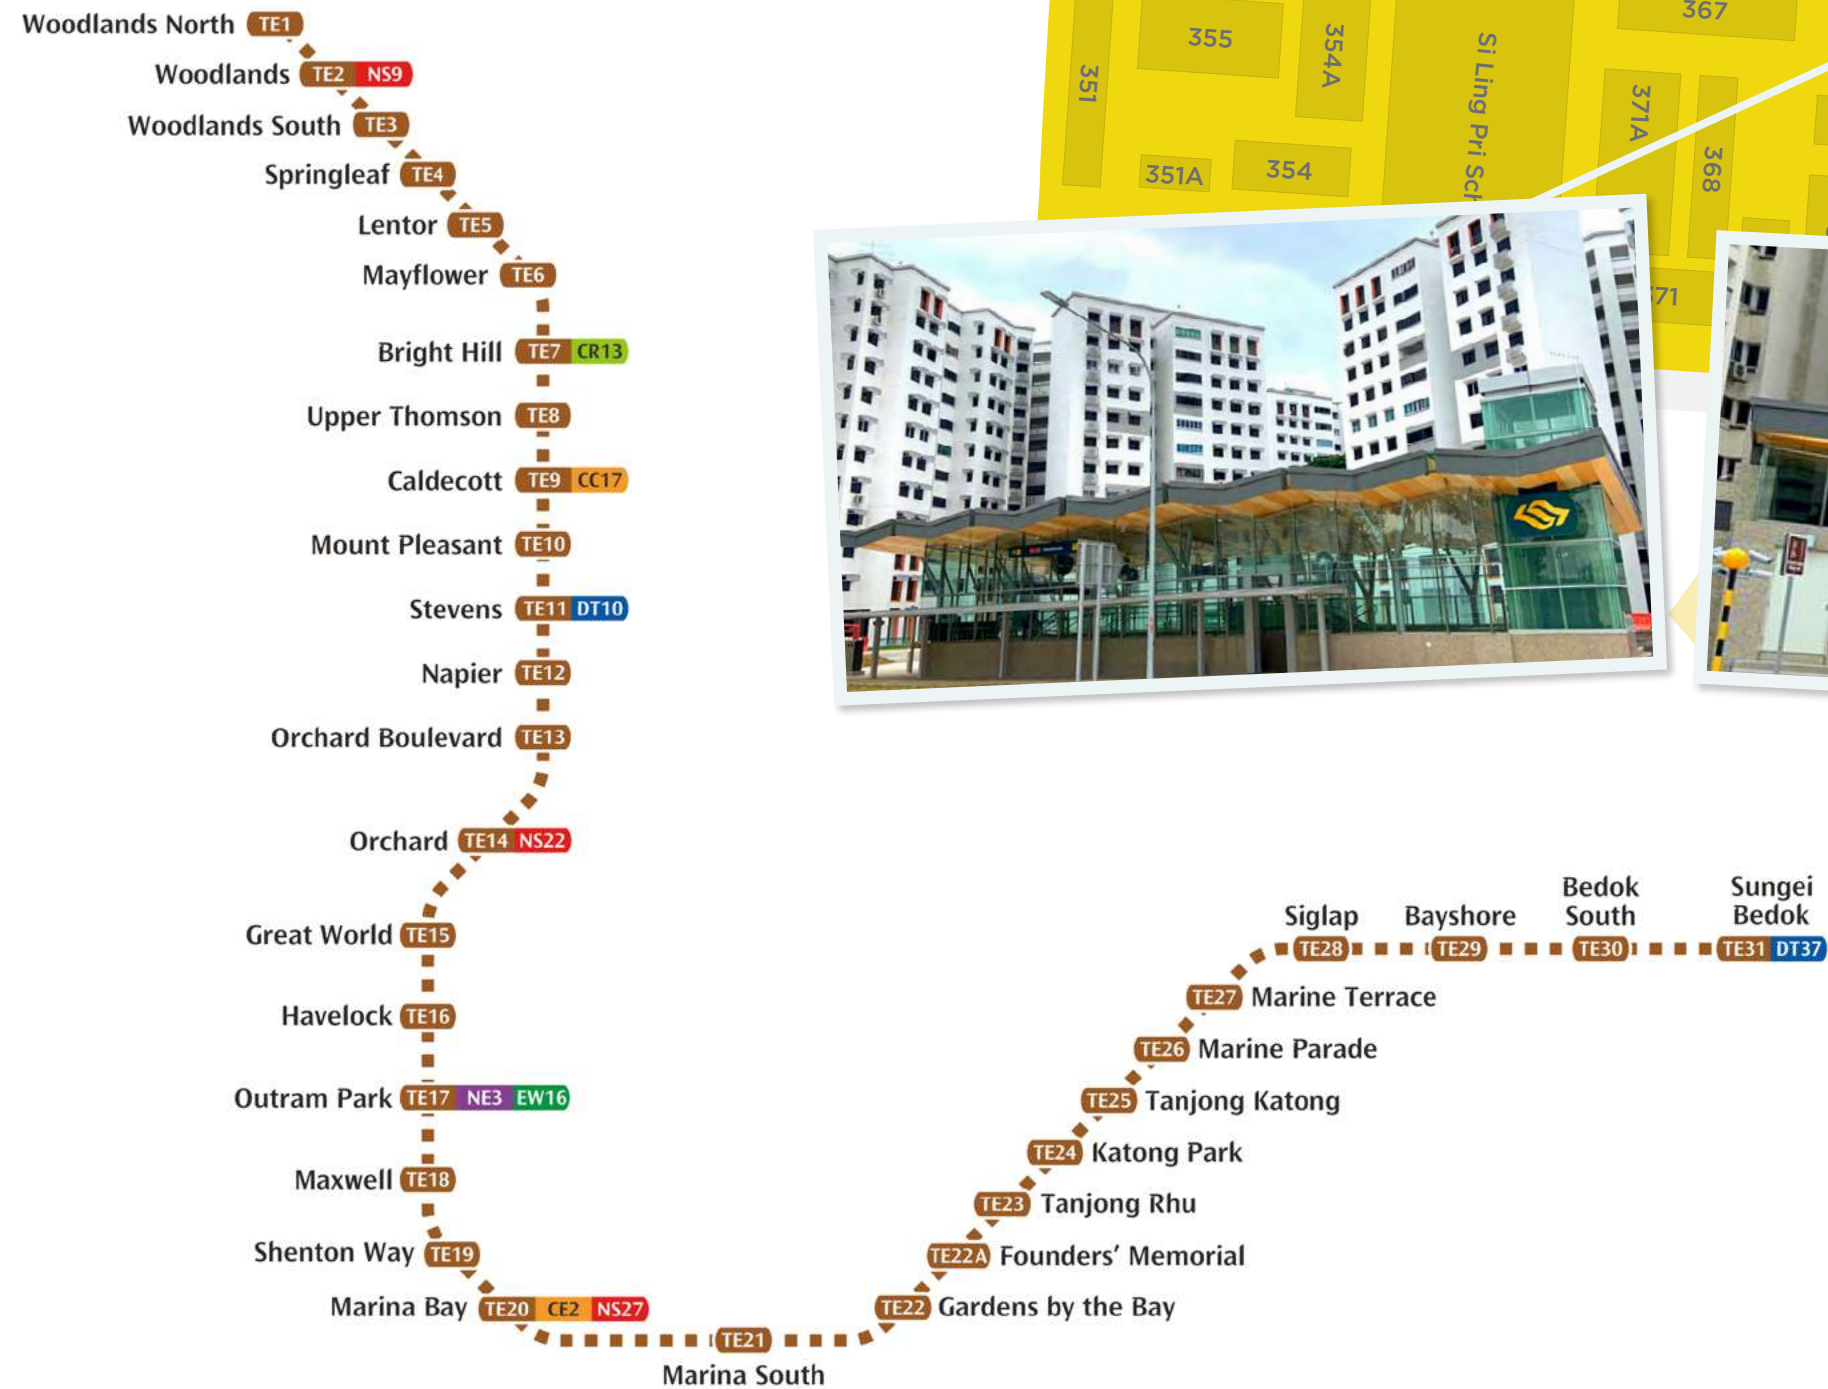 Woodlands North TE1
Woodlands TE2 NS9
Woodlands South TE3
Springleaf TE4
Lentor TE5
Mayflower TE6
Bright Hill TE7 CR13
Upper Thomson TE8
Caldecott TE9 CC17
Mount Pleasant TE10
Stevens TE11 DT10
Napier TE12
Orchard Boulevard TE13
Orchard TE14 NS22
Great World TE15
Havelock TE16
Outram Park TE17 NE3 EW16
Maxwell TE18
Shenton Way TE19
Marina Bay TE20 CE2 NS27
TE21
Marina South
TE22 Gardens by the Bay
TE22A Founders’ Memorial
TE23 Tanjong Rhu
TE24 Katong Park
TE25 Tanjong Katong
TE26 Marine Parade
TE27 Marine Terrace
Siglap
TE28
Bayshore
TE29
Bedok
South
TE30
Sungei
Bedok
TE31 DT37
351
355
354A
351A
354
Si Ling Pri Sch
367
371A
368
71